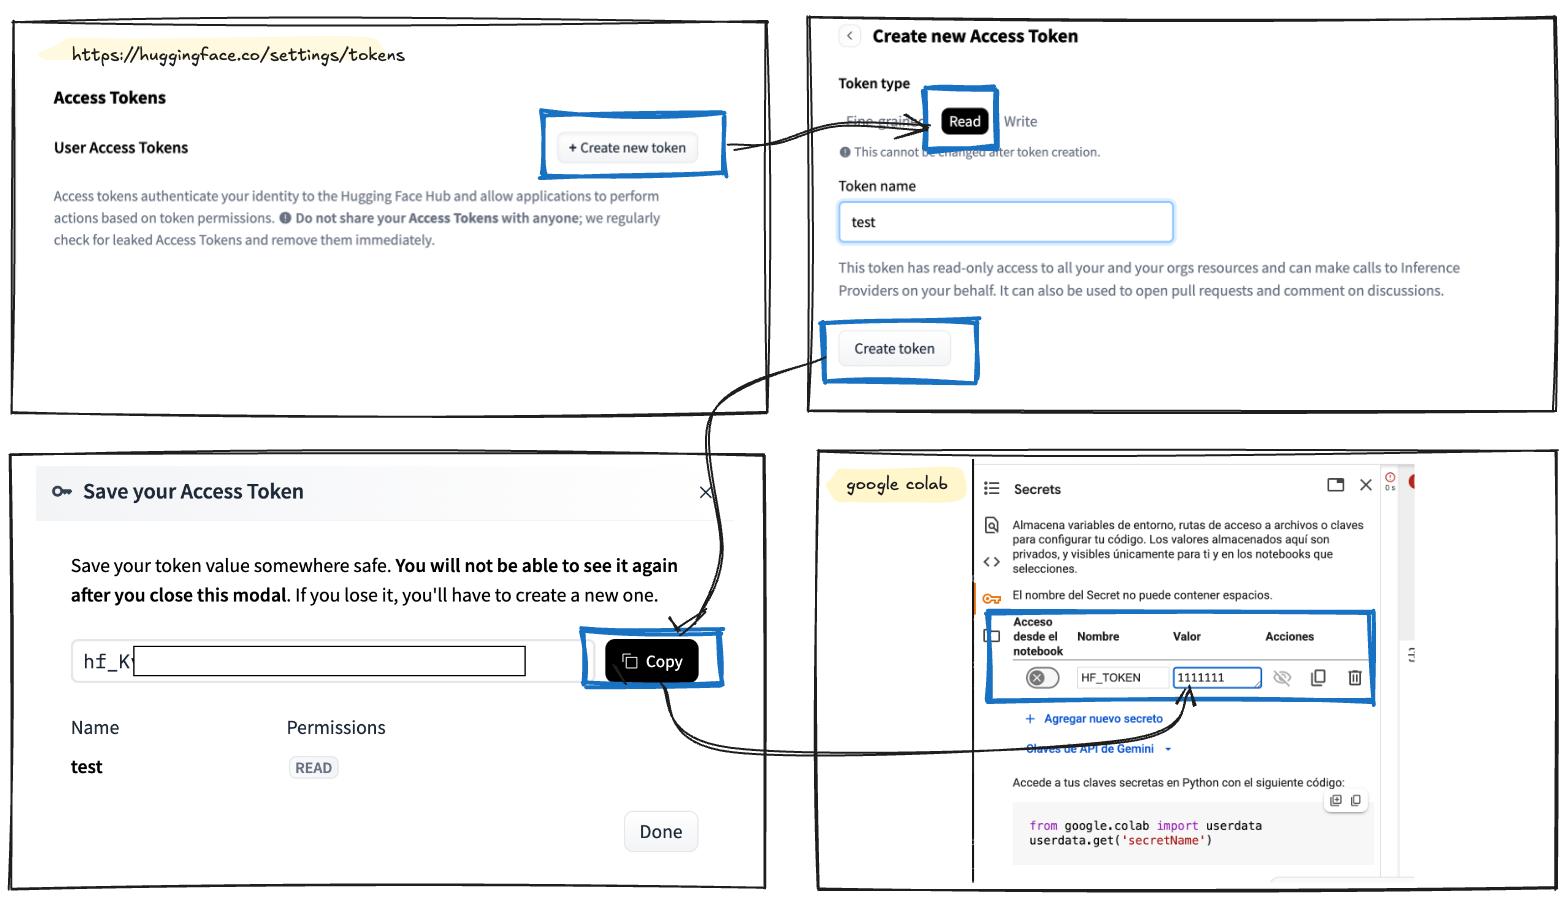 https://huggingface.co/settings/tokens
Access Tokens
User Access Tokens
+ Create new token
Access tokens authenticate your identity to the Hugging Face Hub and allow applications to perform
actions based on token permissions. Do not share your Access Tokens with anyone; we regularly
check for leaked Access Tokens and remove them immediately.
Create new Access Token
Token type
Fine-grained Read Write
This cannot be changed after token creation.
Token name
test
This token has read-only access to all your and your orgs resources and can make calls to Inference
Providers on your behalf. It can also be used to open pull requests and comment on discussions.
Create token
Save your Access Token
Save your token value somewhere safe. You will not be able to see it again
after you close this modal. If you lose it, you'll have to create a new one.
hf_K
Copy
Name Permissions
test READ
Done
google colab
Secrets
0 s
Almacena variables de entorno, rutas de acceso a archivos o claves
para configurar tu código. Los valores almacenados aquí son
privados, y visibles únicamente para ti y en los notebooks que
selecciones.
El nombre del Secret no puede contener espacios.
Acceso
desde el
notebook
Nombre Valor Acciones
HF_TOKEN 1111111
+ Agregar nuevo secreto
Claves de API de Gemini
Accede a tus claves secretas en Python con el siguiente código:
from google.colab import userdata
userdata.get('secretName')